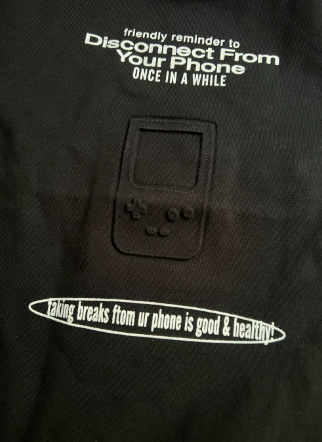 friendly reminder to
Disconnect From
Your Phone
ONCE IN A WHILE
taking breaks ftom ur phone is good & healthy!